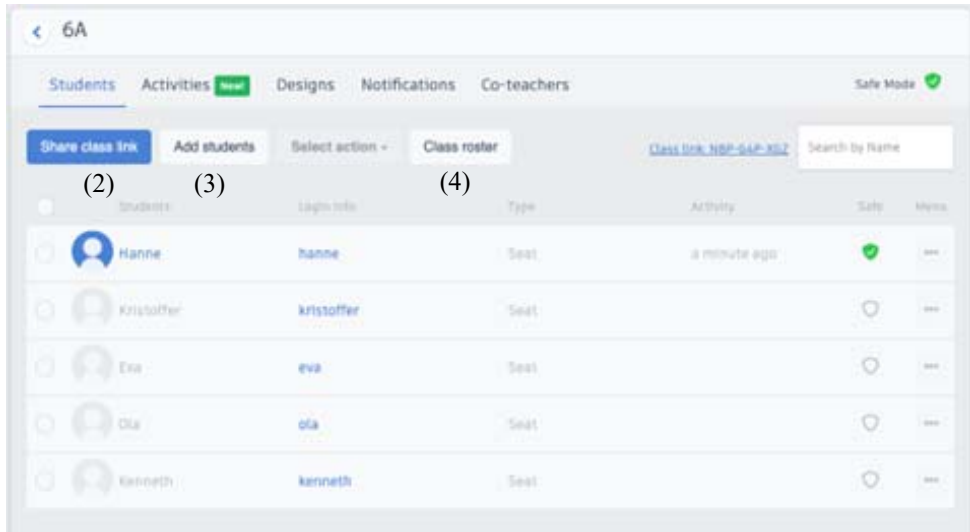 6A
Students Activities New! Designs Notifications Co-teachers Safe Mode
Share class link Add students Select action Class roster Class link: NBP-G4P-XGZ Search by Name
(2) (3) (4)
Students Login Info Type Activity Safe Menu
Hanne hanne Seat a minute ago
Kristoffer kristoffer Seat
Eva eva Seat
Ola ola Seat
Kenneth kenneth Seat